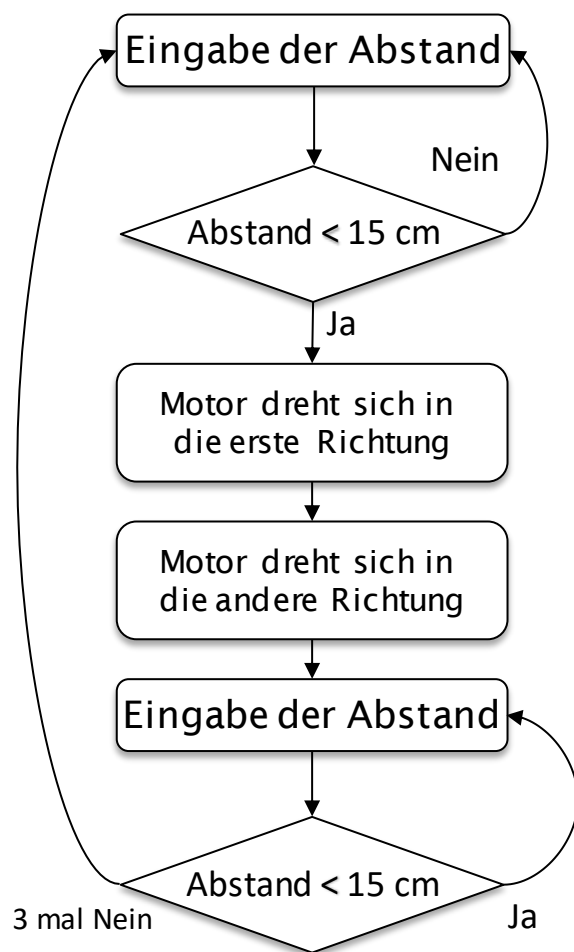 Eingabe der Abstand
Nein
Abstand < 15 cm
Ja
Motor dreht sich in
die erste Richtung
Motor dreht sich in
die andere Richtung
Eingabe der Abstand
Abstand < 15 cm
3 mal Nein
Ja